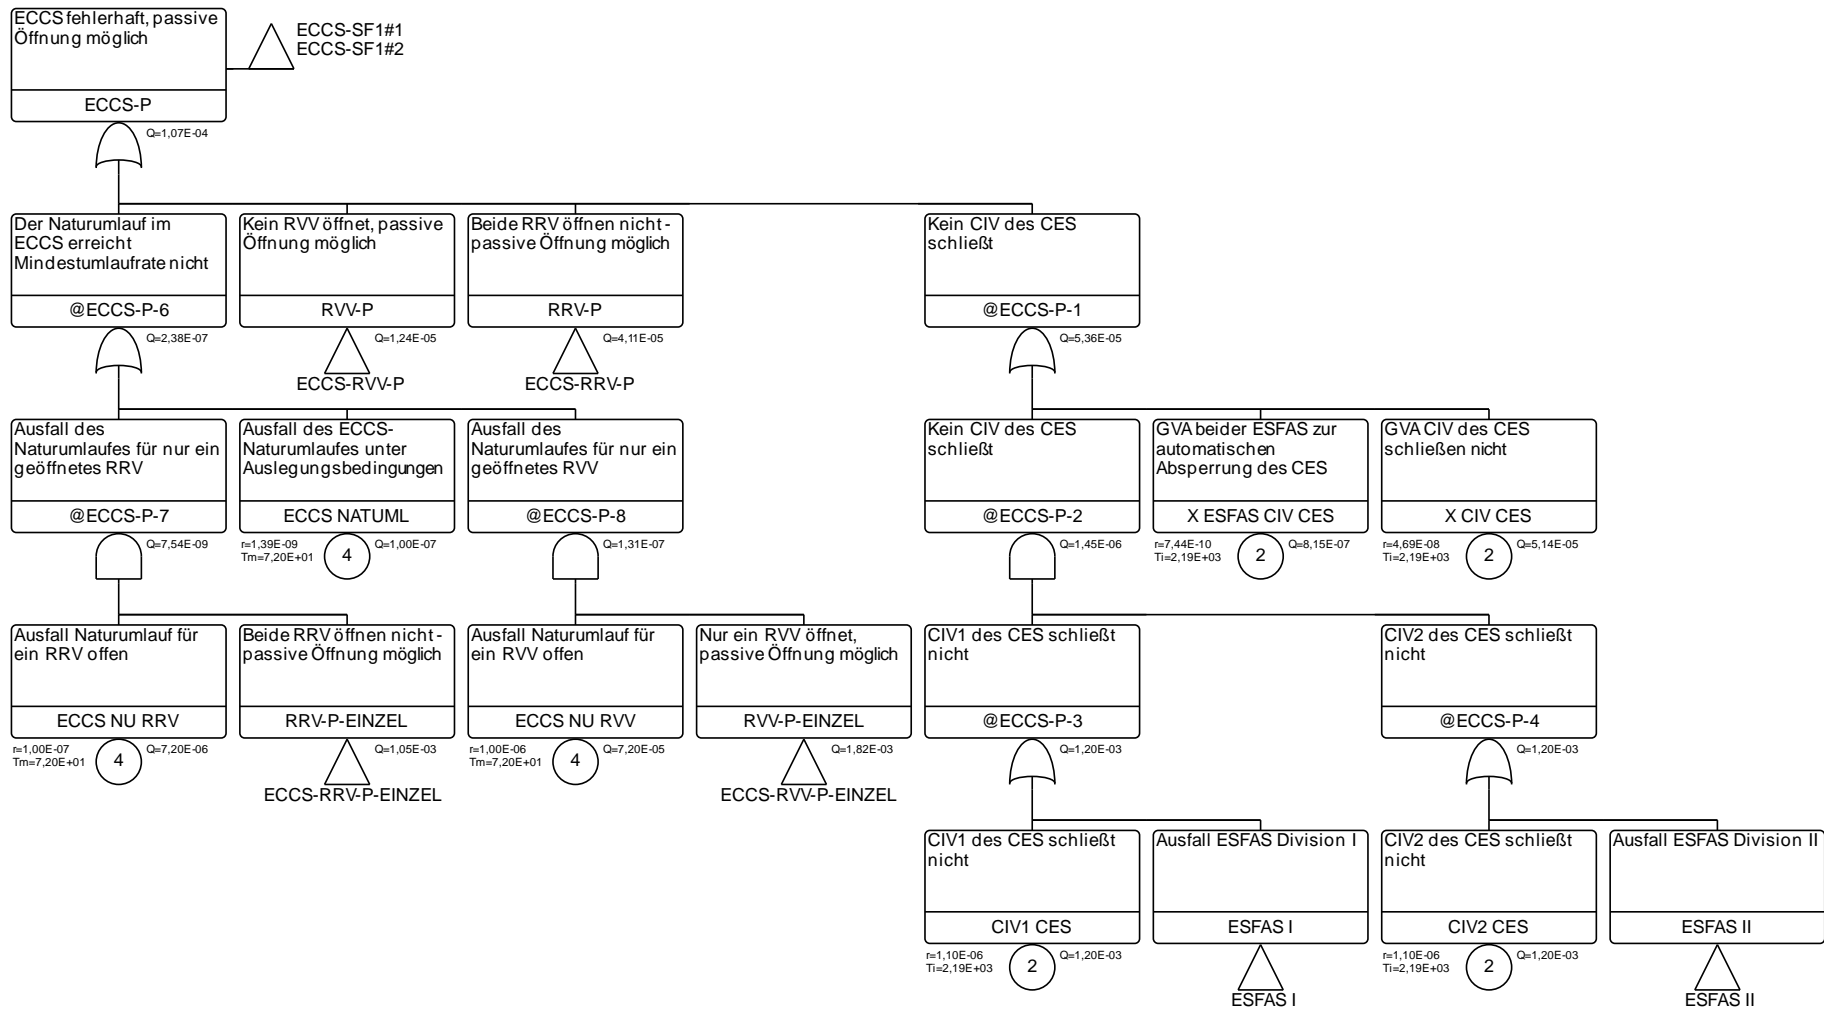 ECCS fehlerhaft, passive
Öffnung möglich
ECCS-P
Q=1,07E-04
ECCS-SF1#1
ECCS-SF1#2
Der Naturumlauf im
ECCS erreicht
Mindestumlaufrate nicht
@ECCS-P-6
Q=2,38E-07
Kein RVV öffnet, passive
Öffnung möglich
RVV-P
Q=1,24E-05
ECCS-RVV-P
Beide RRV öffnen nicht -
passive Öffnung möglich
RRV-P
Q=4,11E-05
ECCS-RRV-P
Kein CIV des CES
schließt
@ECCS-P-1
Q=5,36E-05
Ausfall des
Naturumlaufes für nur ein
geöffnetes RRV
@ECCS-P-7
Q=7,54E-09
Ausfall des ECCS-
Naturumlaufes unter
Auslegungsbedingungen
ECCS NATUML
r=1,39E-09
Tm=7,20E+01
4
Q=1,00E-07
Ausfall des
Naturumlaufes für nur ein
geöffnetes RVV
@ECCS-P-8
Q=1,31E-07
Kein CIV des CES
schließt
@ECCS-P-2
Q=1,45E-06
GVA beider ESFAS zur
automatischen
Absperrung des CES
X ESFAS CIV CES
r=7,44E-10
Ti=2,19E+03
2
Q=8,15E-07
GVA CIV des CES
schließen nicht
X CIV CES
r=4,69E-08
Ti=2,19E+03
2
Q=5,14E-05
Ausfall Naturumlauf für
ein RRV offen
ECCS NU RRV
r=1,00E-07
Tm=7,20E+01
4
Q=7,20E-06
Beide RRV öffnen nicht -
passive Öffnung möglich
RRV-P-EINZEL
Q=1,05E-03
ECCS-RRV-P-EINZEL
Ausfall Naturumlauf für
ein RVV offen
ECCS NU RVV
r=1,00E-06
Tm=7,20E+01
4
Q=7,20E-05
Nur ein RVV öffnet,
passive Öffnung möglich
RVV-P-EINZEL
Q=1,82E-03
ECCS-RVV-P-EINZEL
CIV1 des CES schließt
nicht
@ECCS-P-3
Q=1,20E-03
CIV2 des CES schließt
nicht
@ECCS-P-4
Q=1,20E-03
CIV1 des CES schließt
nicht
CIV1 CES
r=1,10E-06
Ti=2,19E+03
2
Q=1,20E-03
Ausfall ESFAS Division I
ESFAS I
ESFAS I
CIV2 des CES schließt
nicht
CIV2 CES
r=1,10E-06
Ti=2,19E+03
2
Q=1,20E-03
Ausfall ESFAS Division II
ESFAS II
ESFAS II